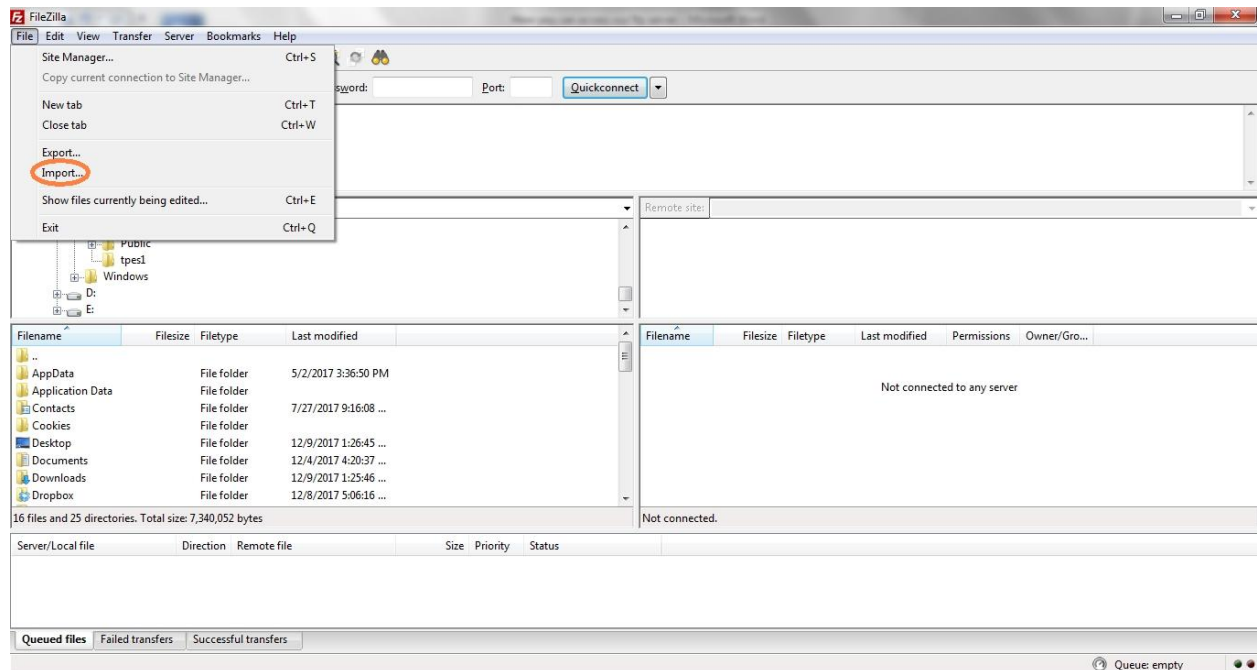 FileZilla
File Edit View Transfer Server Bookmarks Help
Site Manager... Ctrl+S
Copy current connection to Site Manager...
New tab Ctrl+T
Close tab Ctrl+W
Export...
Import...
Show files currently being edited... Ctrl+E
Exit Ctrl+Q
sword: Port: Quickconnect
Remote site:
Public
tpes1
Windows
D:
E:
Filename Filesize Filetype Last modified
..
AppData File folder 5/2/2017 3:36:50 PM
Application Data File folder
Contacts File folder 7/27/2017 9:16:08 ...
Cookies File folder
Desktop File folder 12/9/2017 1:26:45 ...
Documents File folder 12/4/2017 4:20:37 ...
Downloads File folder 12/9/2017 1:25:46 ...
Dropbox File folder 12/8/2017 5:06:16 ...
16 files and 25 directories. Total size: 7,340,052 bytes
Filename Filesize Filetype Last modified Permissions Owner/Gro...
Not connected to any server
Not connected.
Server/Local file Direction Remote file Size Priority Status
Queued files Failed transfers Successful transfers
Queue: empty